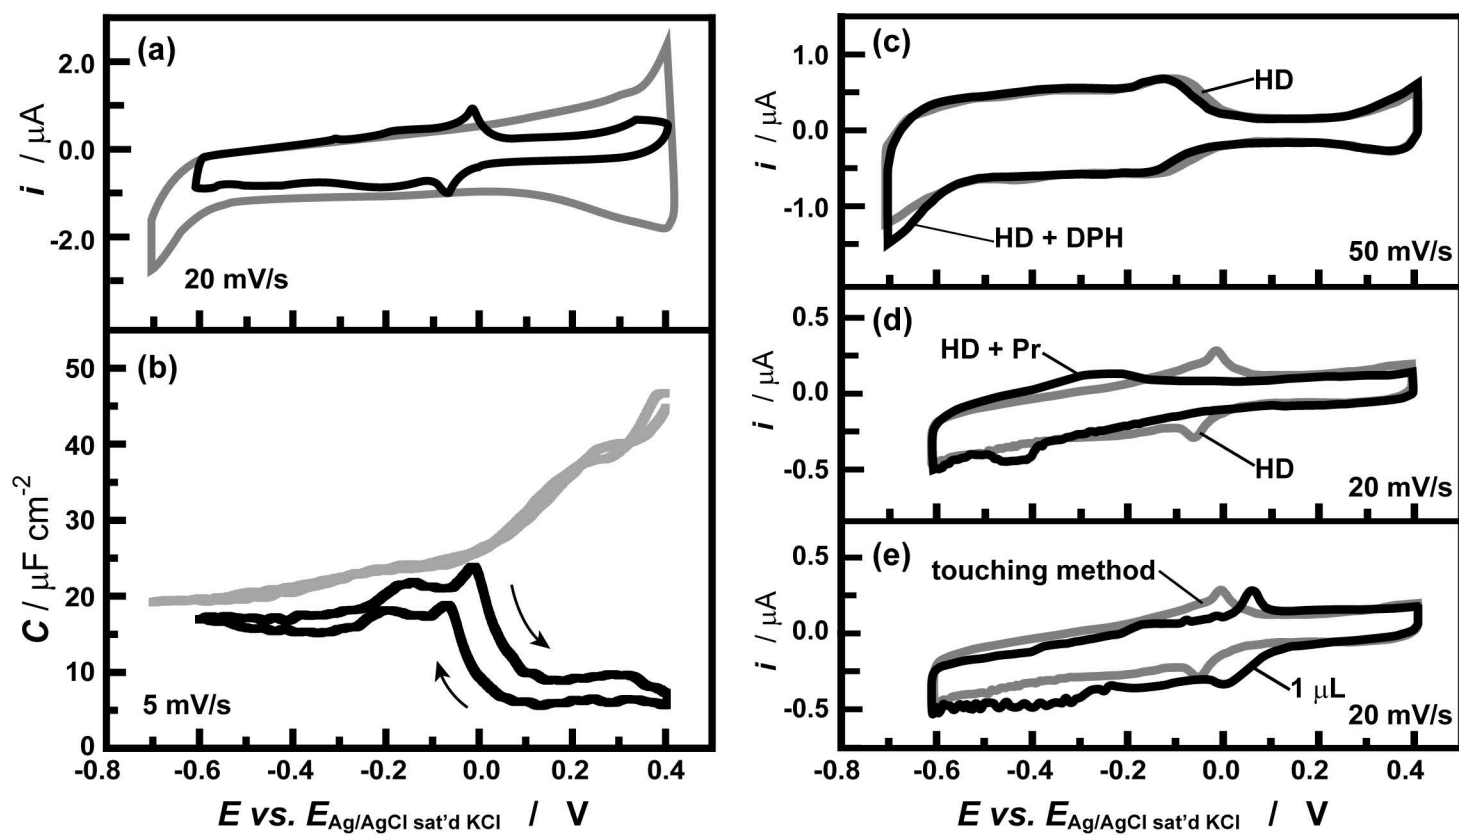 (a)
2.0
0.0
-2.0
i / μA
20 mV/s
(b)
50
40
30
20
10
0
C / μF cm-2
5 mV/s
-0.8 -0.6 -0.4 -0.2 0.0 0.2 0.4
E vs. EAg/AgCl sat'd KCl / V
(c)
1.0
0.0
-1.0
i / μA
HD
HD + DPH
50 mV/s
(d)
0.5
0.0
-0.5
i / μA
HD + Pr
HD
20 mV/s
(e)
0.5
0.0
-0.5
i / μA
touching method
1 μL
20 mV/s
-0.8 -0.6 -0.4 -0.2 0.0 0.2 0.4
E vs. EAg/AgCl sat'd KCl / V